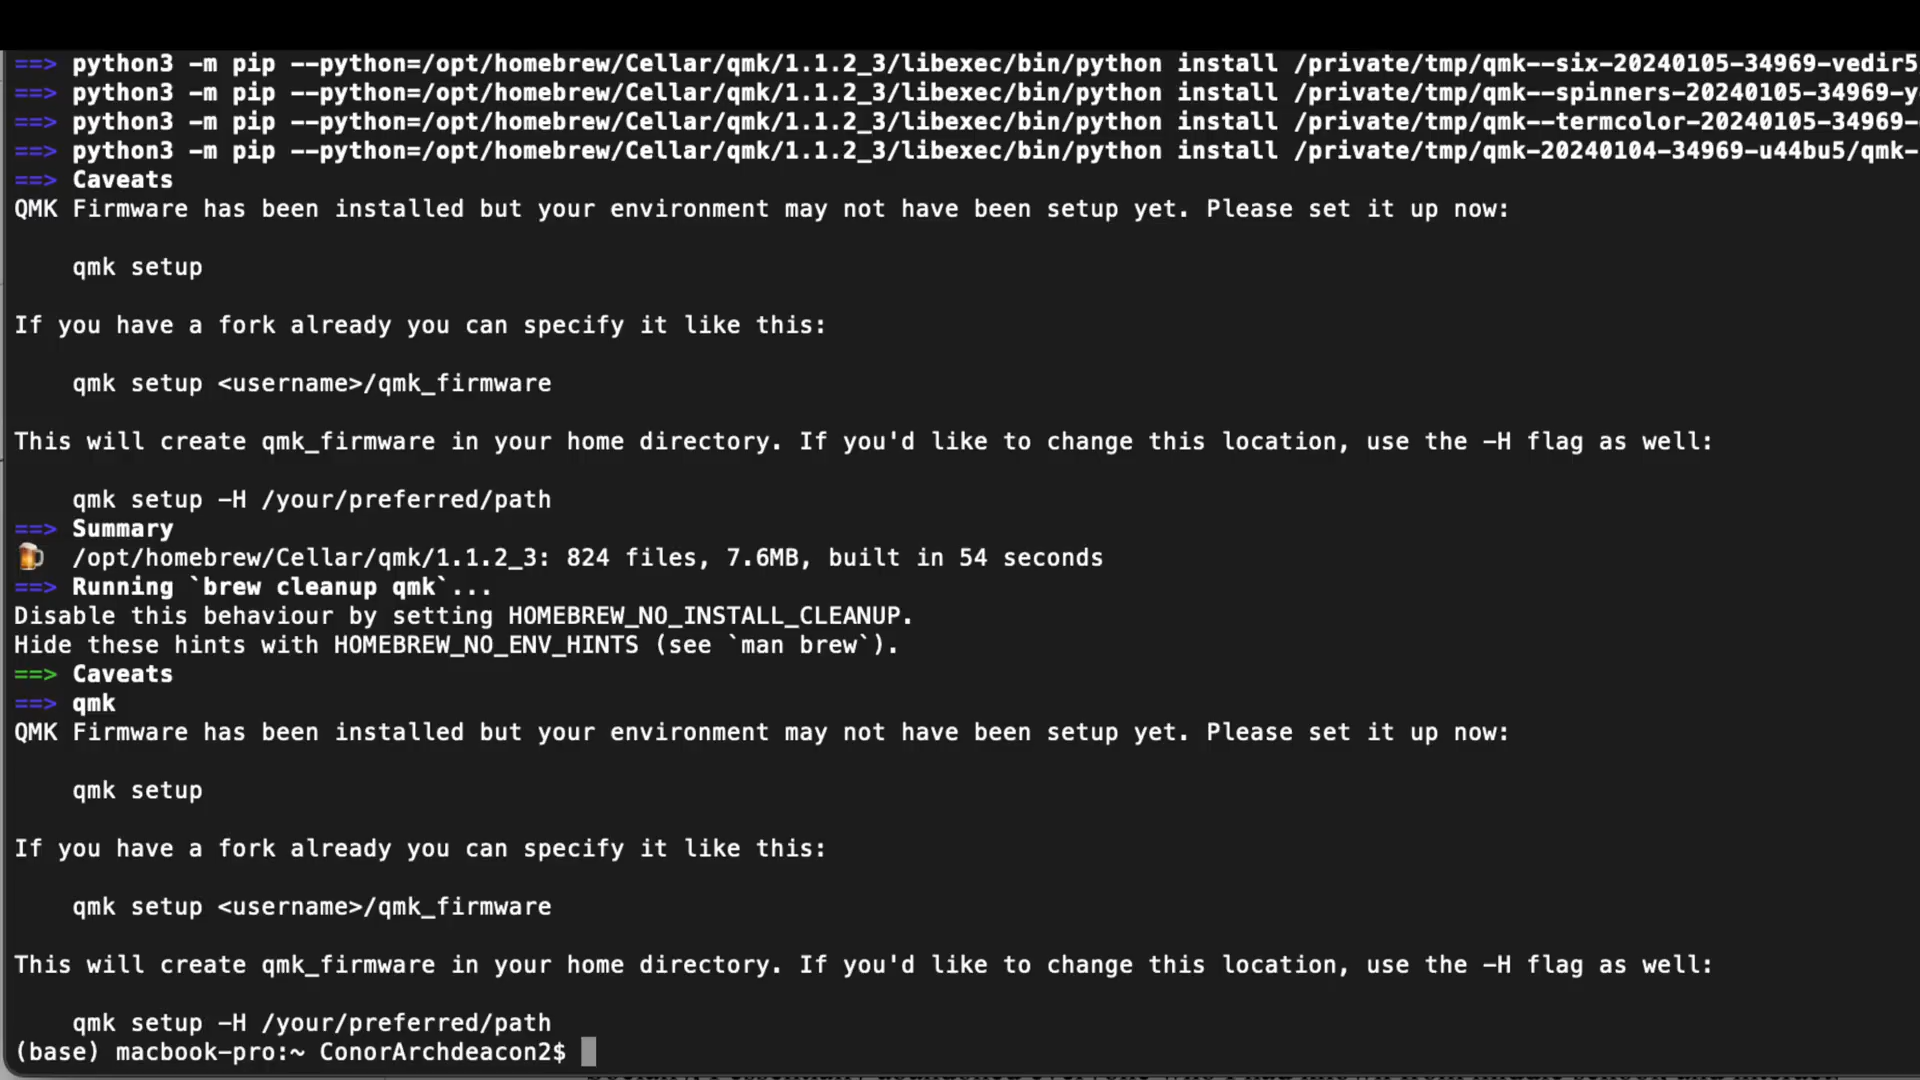 ==> python3 -m pip --python=/opt/homebrew/Cellar/qmk/1.1.2_3/libexec/bin/python install /private/tmp/qmk--six-20240105-34969-vedir5
==> python3 -m pip --python=/opt/homebrew/Cellar/qmk/1.1.2_3/libexec/bin/python install /private/tmp/qmk--spinners-20240105-34969-y
==> python3 -m pip --python=/opt/homebrew/Cellar/qmk/1.1.2_3/libexec/bin/python install /private/tmp/qmk--termcolor-20240105-34969-
==> python3 -m pip --python=/opt/homebrew/Cellar/qmk/1.1.2_3/libexec/bin/python install /private/tmp/qmk-20240104-34969-u44bu5/qmk-
==> Caveats
QMK Firmware has been installed but your environment may not have been setup yet. Please set it up now:
qmk setup
If you have a fork already you can specify it like this:
qmk setup <username>/qmk_firmware
This will create qmk_firmware in your home directory. If you'd like to change this location, use the -H flag as well:
qmk setup -H /your/preferred/path
==> Summary
🍺 /opt/homebrew/Cellar/qmk/1.1.2_3: 824 files, 7.6MB, built in 54 seconds
==> Running `brew cleanup qmk`...
Disable this behaviour by setting HOMEBREW_NO_INSTALL_CLEANUP.
Hide these hints with HOMEBREW_NO_ENV_HINTS (see `man brew`).
==> Caveats
==> qmk
QMK Firmware has been installed but your environment may not have been setup yet. Please set it up now:
qmk setup
If you have a fork already you can specify it like this:
qmk setup <username>/qmk_firmware
This will create qmk_firmware in your home directory. If you'd like to change this location, use the -H flag as well:
qmk setup -H /your/preferred/path
(base) macbook-pro:~ ConorArchdeacon2$